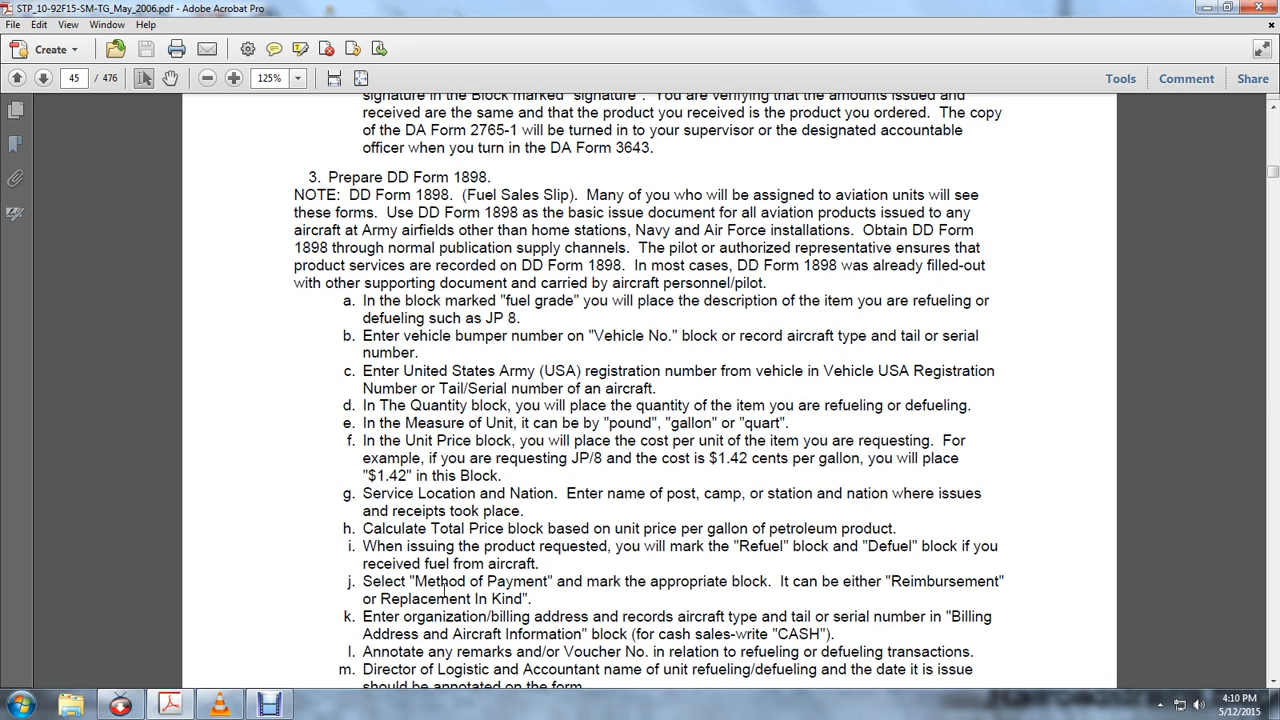 STP_10-92F15-SM-TG_May_2006.pdf - Adobe Acrobat Pro
File Edit View Window Help
Create
45 / 476 125% Tools Comment Share
signature in the Block marked "signature". You are verifying that the amounts issued and
received are the same and that the product you received is the product you ordered. The copy
of the DA Form 2765-1 will be turned in to your supervisor or the designated accountable
officer when you turn in the DA Form 3643.
3. Prepare DD Form 1898.
NOTE: DD Form 1898. (Fuel Sales Slip). Many of you who will be assigned to aviation units will see
these forms. Use DD Form 1898 as the basic issue document for all aviation products issued to any
aircraft at Army airfields other than home stations, Navy and Air Force installations. Obtain DD Form
1898 through normal publication supply channels. The pilot or authorized representative ensures that
product services are recorded on DD Form 1898. In most cases, DD Form 1898 was already filled-out
with other supporting document and carried by aircraft personnel/pilot.
a. In the block marked "fuel grade" you will place the description of the item you are refueling or
defueling such as JP 8.
b. Enter vehicle bumper number on "Vehicle No." block or record aircraft type and tail or serial
number.
c. Enter United States Army (USA) registration number from vehicle in Vehicle USA Registration
Number or Tail/Serial number of an aircraft.
d. In The Quantity block, you will place the quantity of the item you are refueling or defueling.
e. In the Measure of Unit, it can be by "pound", "gallon" or "quart".
f. In the Unit Price block, you will place the cost per unit of the item you are requesting. For
example, if you are requesting JP/8 and the cost is $1.42 cents per gallon, you will place
"$1.42" in this Block.
g. Service Location and Nation. Enter name of post, camp, or station and nation where issues
and receipts took place.
h. Calculate Total Price block based on unit price per gallon of petroleum product.
i. When issuing the product requested, you will mark the "Refuel" block and "Defuel" block if you
received fuel from aircraft.
j. Select "Method of Payment" and mark the appropriate block. It can be either "Reimbursement"
or Replacement In Kind".
k. Enter organization/billing address and records aircraft type and tail or serial number in "Billing
Address and Aircraft Information" block (for cash sales-write "CASH").
l. Annotate any remarks and/or Voucher No. in relation to refueling or defueling transactions.
m. Director of Logistic and Accountant name of unit refueling/defueling and the date it is issue
should be annotated on the form.
4:10 PM
5/12/2015